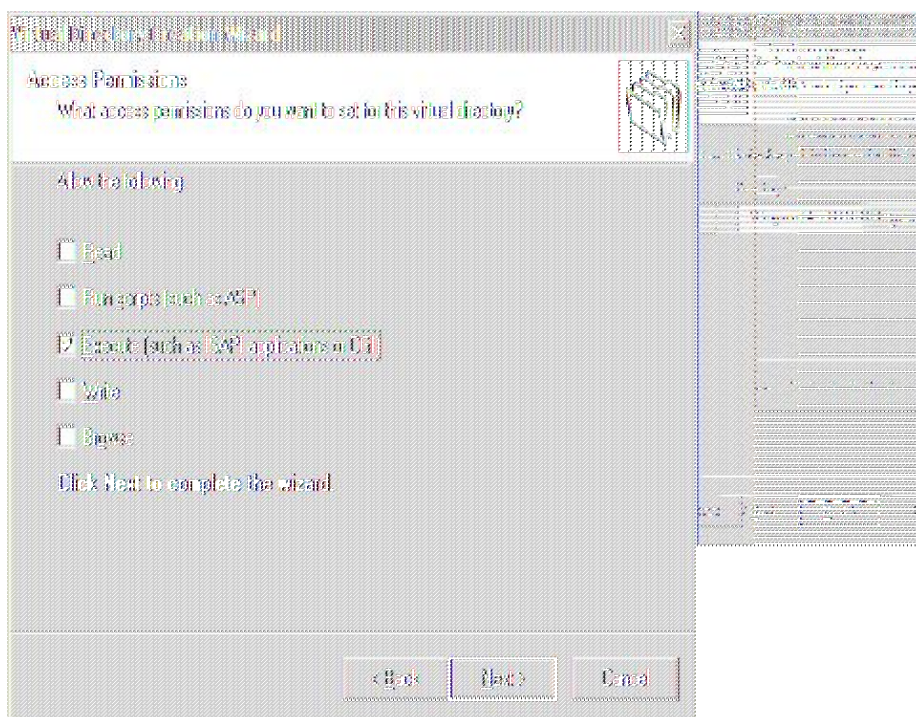 Virtual Directory Creation Wizard
Access Permissions
What access permissions do you want to set for this virtual directory?
Allow the following
Read
Run scripts (such as ASP)
Execute (such as ISAPI applications or CGI)
Write
Browse
Click Next to complete the wizard
< Back
Next >
Cancel